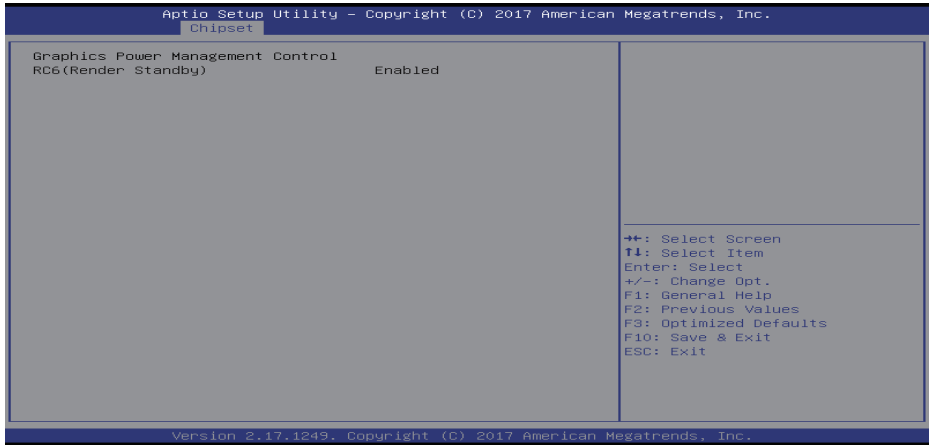 Aptio Setup Utility – Copyright (C) 2017 American Megatrends, Inc.
Chipset
Graphics Power Management Control
RC6(Render Standby) Enabled
→←: Select Screen
↑↓: Select Item
Enter: Select
+/-: Change Opt.
F1: General Help
F2: Previous Values
F3: Optimized Defaults
F10: Save & Exit
ESC: Exit
Version 2.17.1249. Copyright (C) 2017 American Megatrends, Inc.